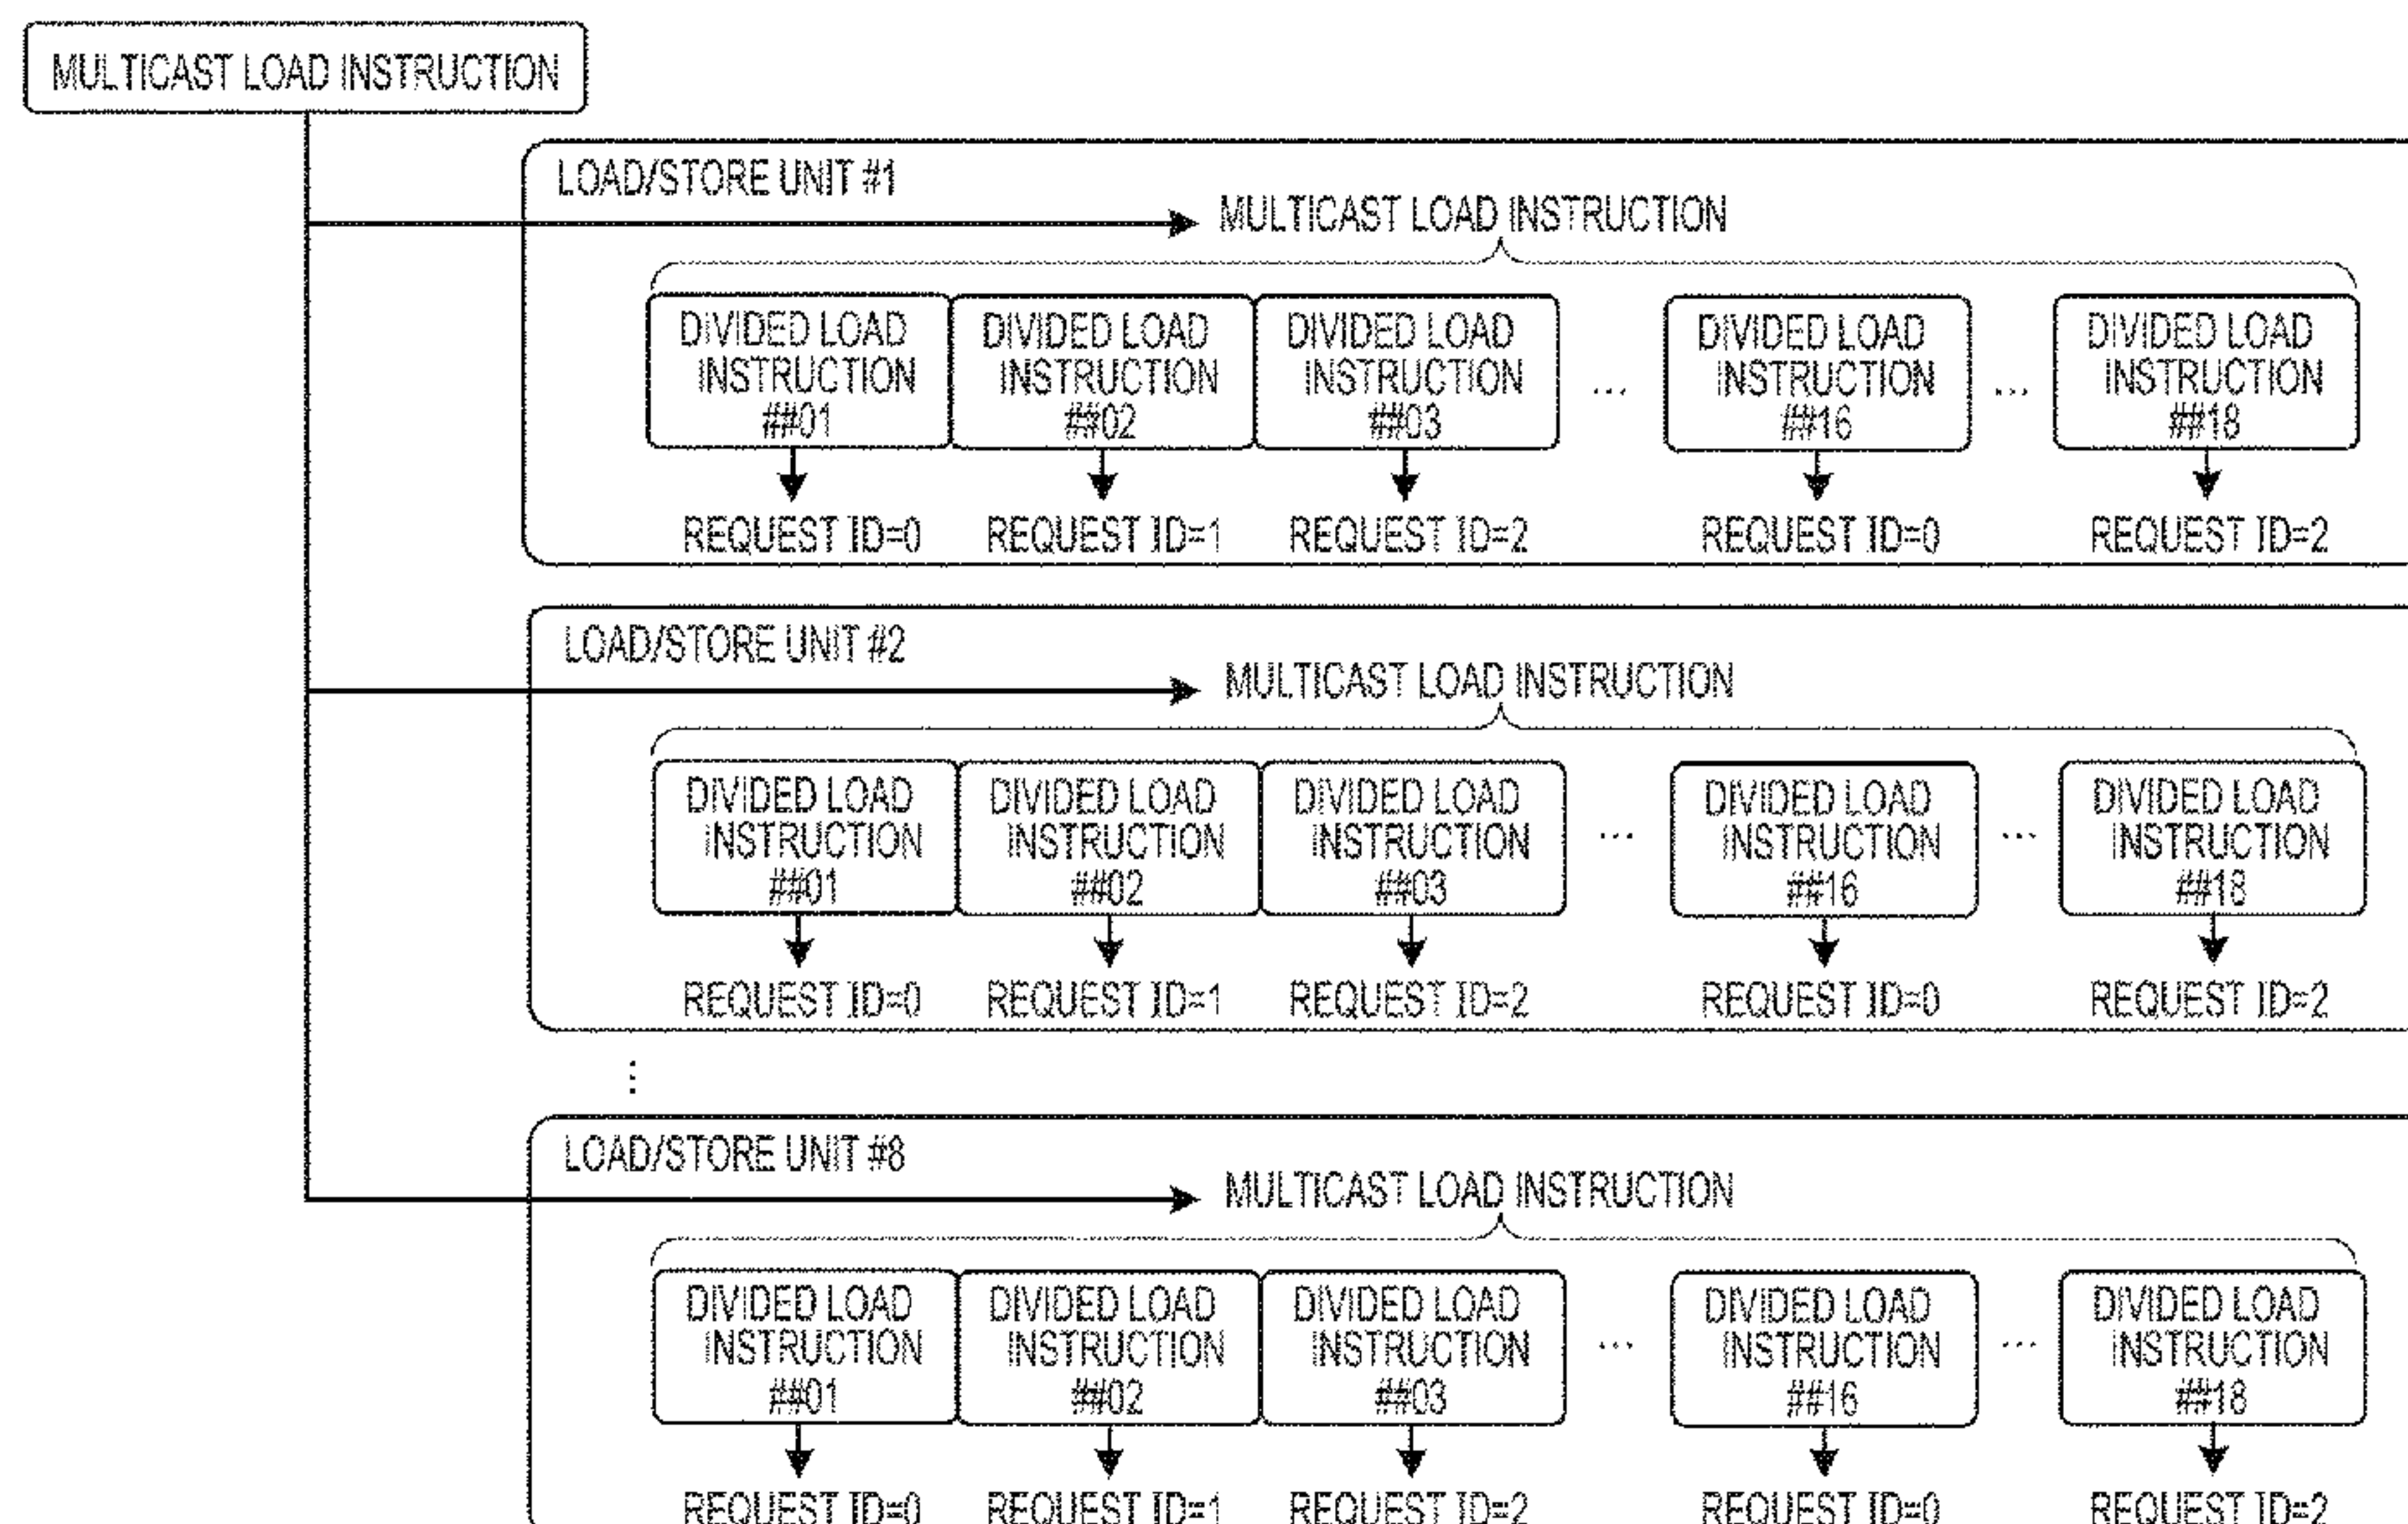 MULTICAST LOAD INSTRUCTION
LOAD/STORE UNIT #1
MULTICAST LOAD INSTRUCTION
DIVIDED LOAD
INSTRUCTION
##01
DIVIDED LOAD
INSTRUCTION
##02
DIVIDED LOAD
INSTRUCTION
##03
...
DIVIDED LOAD
INSTRUCTION
##16
...
DIVIDED LOAD
INSTRUCTION
##18
REQUEST ID=0
REQUEST ID=1
REQUEST ID=2
REQUEST ID=0
REQUEST ID=2
LOAD/STORE UNIT #2
MULTICAST LOAD INSTRUCTION
DIVIDED LOAD
INSTRUCTION
##01
DIVIDED LOAD
INSTRUCTION
##02
DIVIDED LOAD
INSTRUCTION
##03
...
DIVIDED LOAD
INSTRUCTION
##16
...
DIVIDED LOAD
INSTRUCTION
##18
REQUEST ID=0
REQUEST ID=1
REQUEST ID=2
REQUEST ID=0
REQUEST ID=2
⋮
LOAD/STORE UNIT #8
MULTICAST LOAD INSTRUCTION
DIVIDED LOAD
INSTRUCTION
##01
DIVIDED LOAD
INSTRUCTION
##02
DIVIDED LOAD
INSTRUCTION
##03
...
DIVIDED LOAD
INSTRUCTION
##16
...
DIVIDED LOAD
INSTRUCTION
##18
REQUEST ID=0
REQUEST ID=1
REQUEST ID=2
REQUEST ID=0
REQUEST ID=2